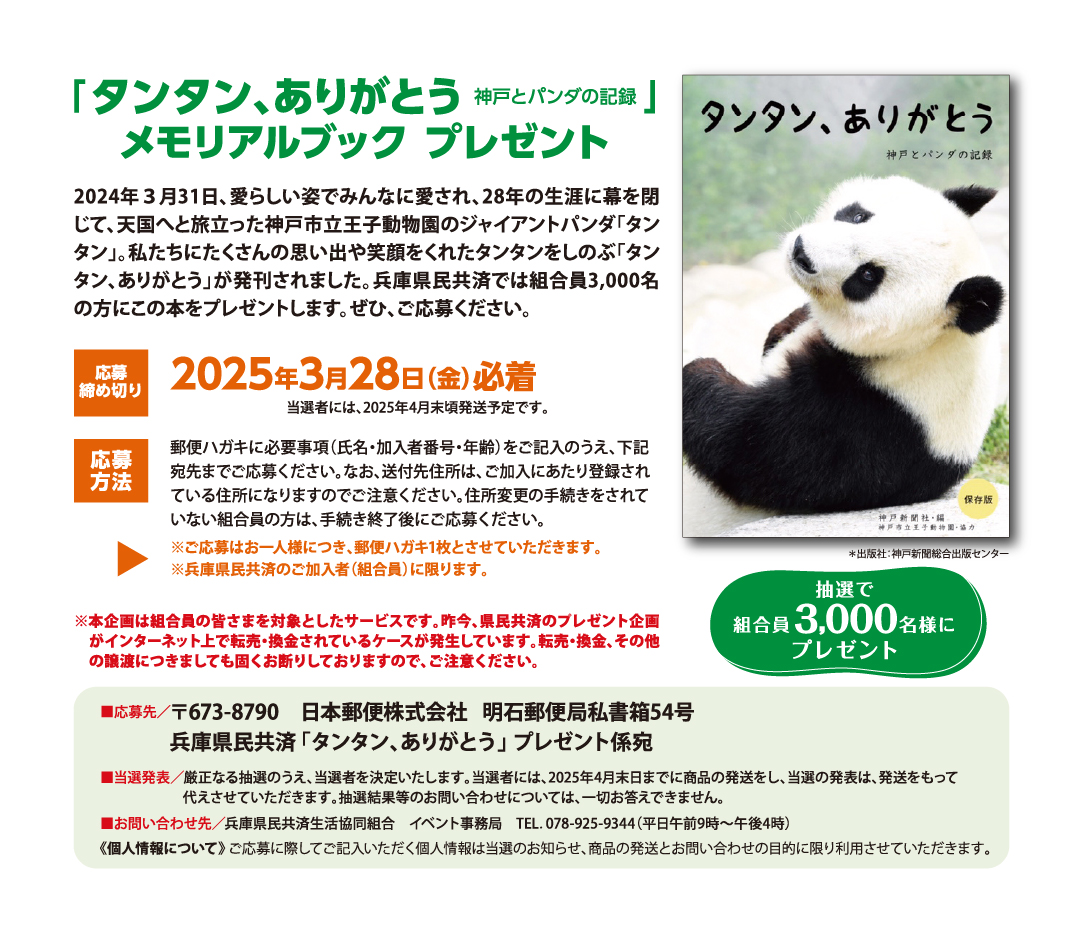 「タンタン、ありがとう 神戸とパンダの記録 」
メモリアルブック プレゼント
2024年3月31日、愛らしい姿でみんなに愛され、28年の生涯に幕を閉
じて、天国へと旅立った神戸市立王子動物園のジャイアントパンダ「タン
タン」。私たちにたくさんの思い出や笑顔をくれたタンタンをしのぶ「タン
タン、ありがとう」が発刊されました。兵庫県民共済では組合員3,000名
の方にこの本をプレゼントします。ぜひ、ご応募ください。
応募
締め切り
2025年3月28日(金)必着
当選者には、2025年4月末頃発送予定です。
応募
方法
郵便ハガキに必要事項(氏名・加入者番号・年齢)をご記入のうえ、下記
宛先までご応募ください。なお、送付先住所は、ご加入にあたり登録され
ている住所になりますのでご注意ください。住所変更の手続きをされて
いない組合員の方は、手続き終了後にご応募ください。
▶
※ご応募はお一人様につき、郵便ハガキ1枚とさせていただきます。
※兵庫県民共済のご加入者(組合員)に限ります。
※本企画は組合員の皆さまを対象としたサービスです。昨今、県民共済のプレゼント企画
がインターネット上で転売・換金されているケースが発生しています。転売・換金、その他
の譲渡につきましても固くお断りしておりますので、ご注意ください。
タンタン、ありがとう
神戸とパンダの記録
保存版
神戸新聞社・編
神戸市立王子動物園・協力
＊出版社：神戸新聞総合出版センター
抽選で
組合員3,000名様に
プレゼント
■応募先／〒673-8790 日本郵便株式会社 明石郵便局私書箱54号
兵庫県民共済「タンタン、ありがとう」プレゼント係宛
■当選発表／厳正なる抽選のうえ、当選者を決定いたします。当選者には、2025年4月末日までに商品の発送をし、当選の発表は、発送をもって
代えさせていただきます。抽選結果等のお問い合わせについては、一切お答えできません。
■お問い合わせ先／兵庫県民共済生活協同組合 イベント事務局 TEL. 078-925-9344(平日午前9時〜午後4時)
《個人情報について》ご応募に際してご記入いただく個人情報は当選のお知らせ、商品の発送とお問い合わせの目的に限り利用させていただきます。